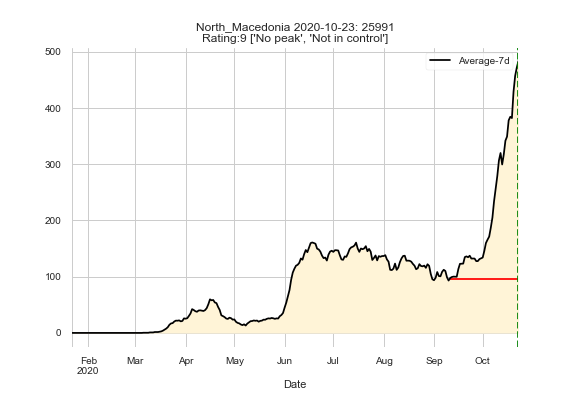 North_Macedonia 2020-10-23: 25991
Rating:9 ['No peak', 'Not in control']
500
Average-7d
400
300
200
100
0
Feb Mar Apr May Jun Jul Aug Sep Oct
2020
Date